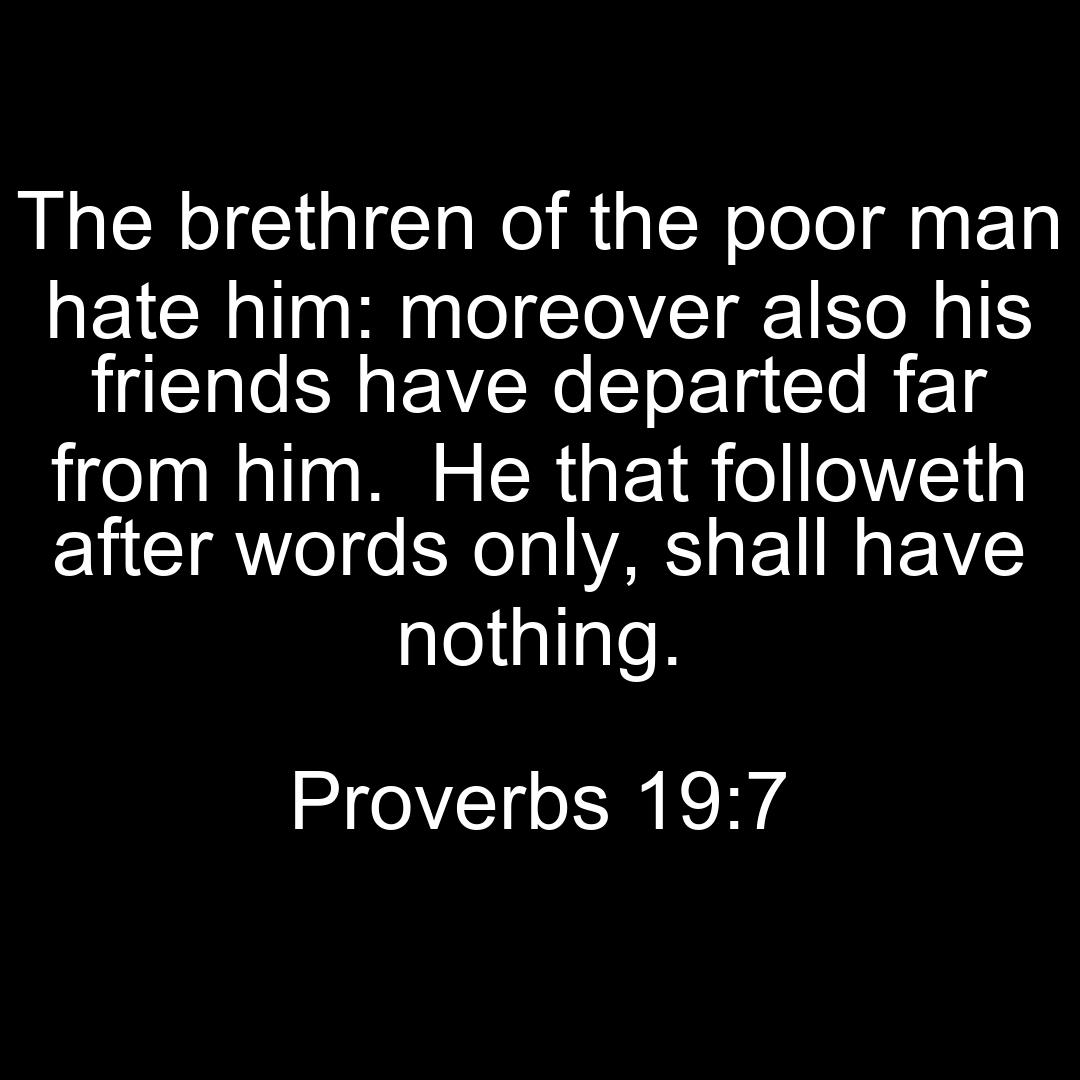 The brethren of the poor man
hate him: moreover also his
friends have departed far
from him.  He that followeth
after words only, shall have
nothing.
Proverbs 19:7